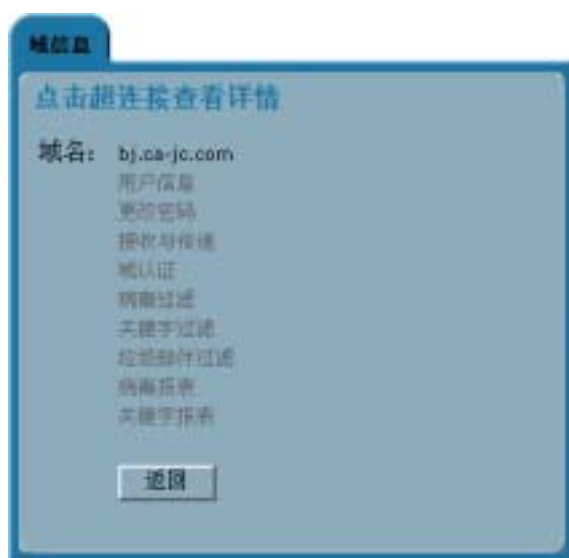 域信息
点击超连接查看详情
域名: bj.ca-jc.com
用户信息
更改密码
接收与传递
域认证
病毒过滤
关键字过滤
垃圾邮件过滤
病毒报表
关键字报表
返回